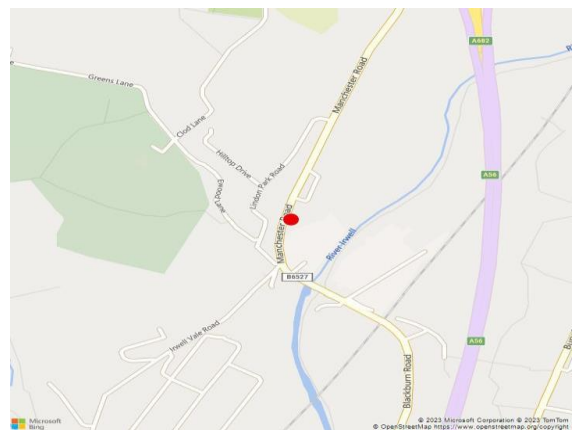 A682
R
Greens Lane
Manchester Road
Clod Lane
Hilltop Drive
Lindon Park Road
A56
Manchester Road
River Irwell
B6527
Irwell Vale Road
A56
Blackburn Road
Microsoft
Bing
© 2023 Microsoft Corporation © 2023 TomTom
© OpenStreetMap https://www.openstreetmap.org/copyright